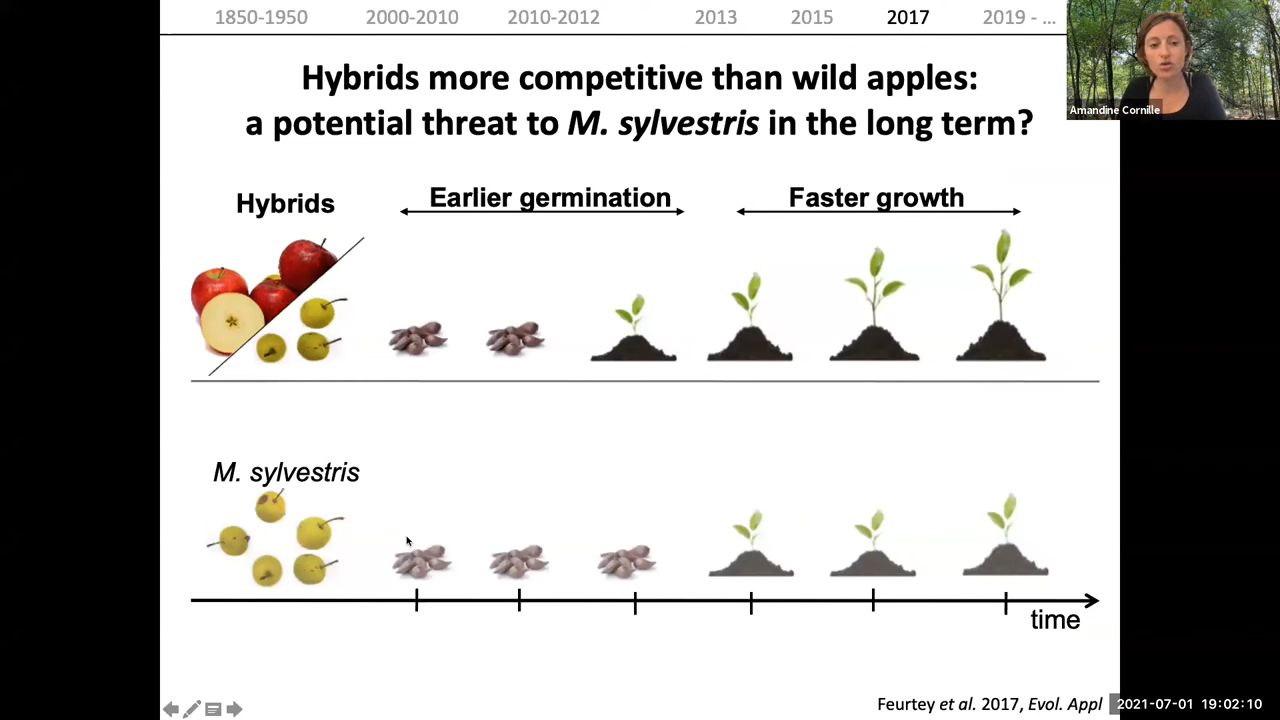 1850-1950 2000-2010 2010-2012 2013 2015 2017 2019 - ...
Amandine Cornille
Hybrids more competitive than wild apples:
a potential threat to M. sylvestris in the long term?
Hybrids Earlier germination Faster growth
M. sylvestris
time
Feurtey et al. 2017, Evol. Appl
2021-07-01 19:02:10